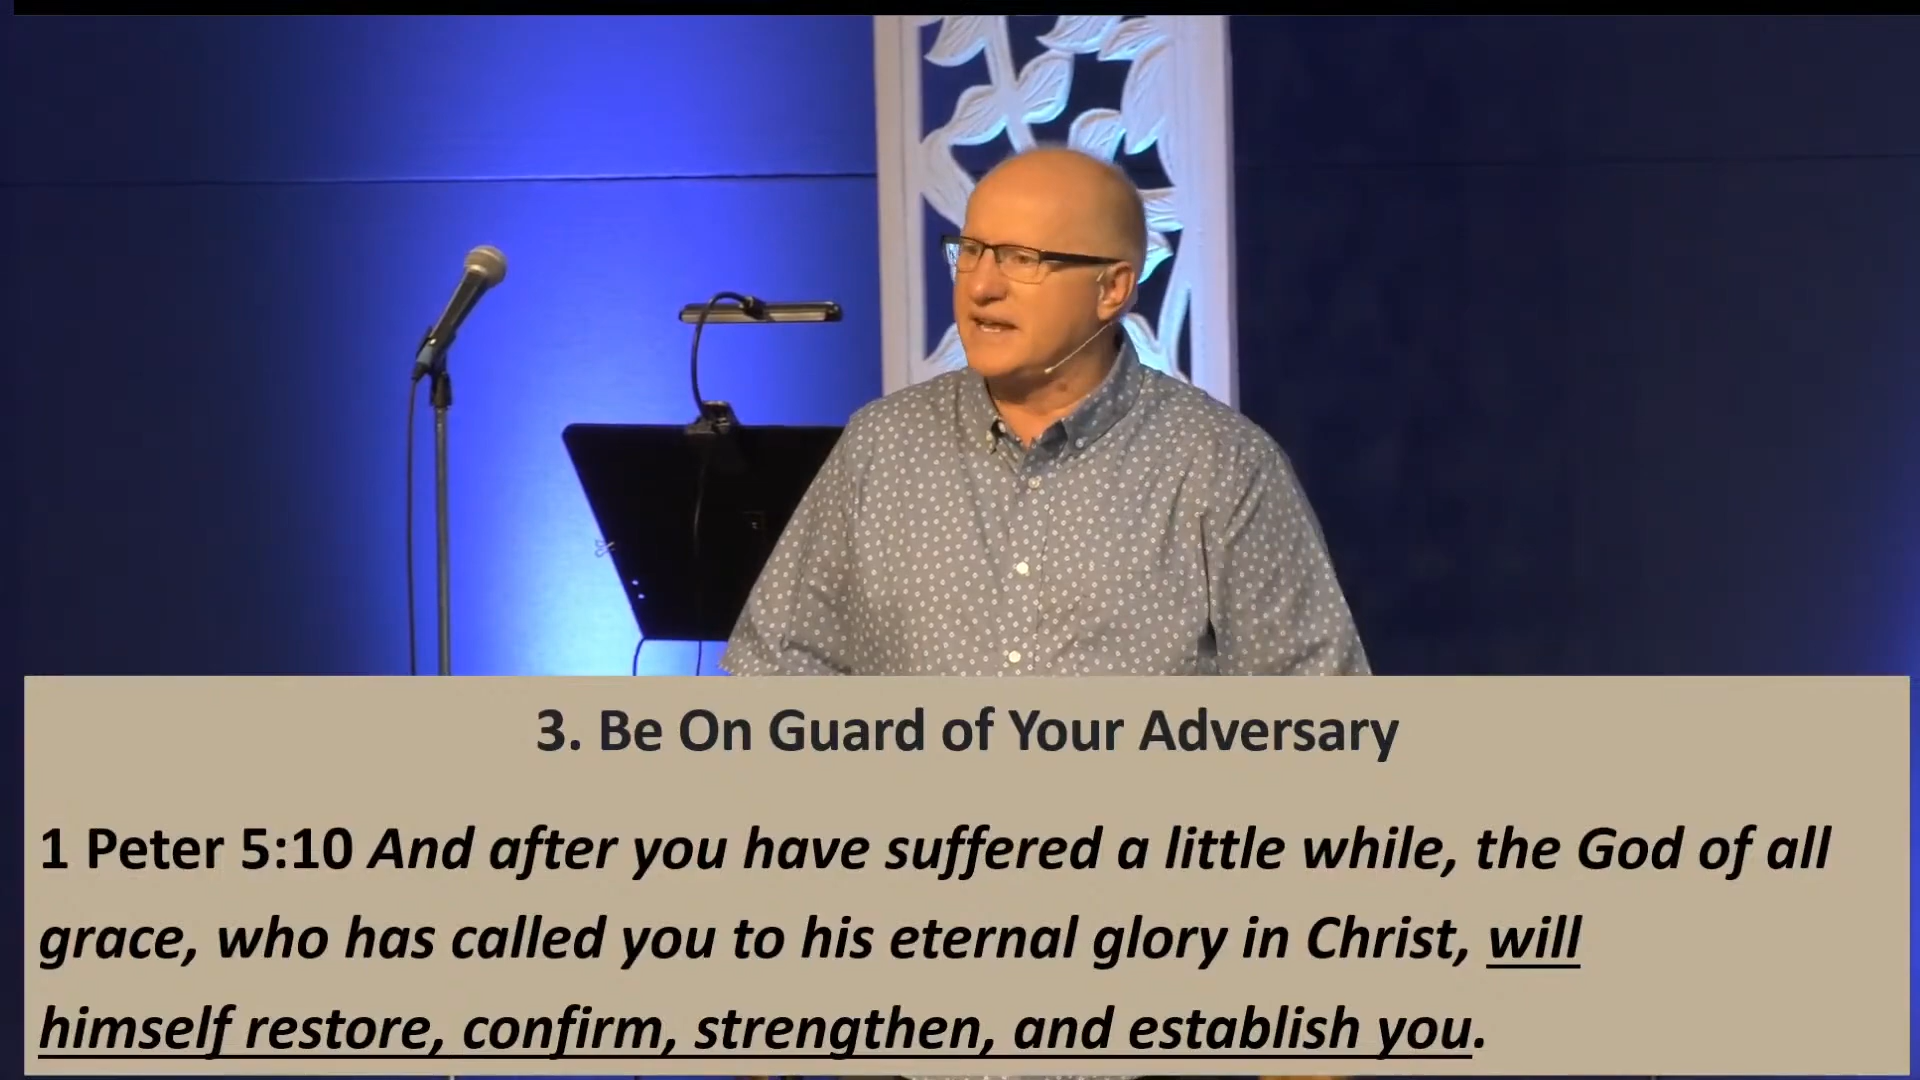 3. Be On Guard of Your Adversary
1 Peter 5:10 And after you have suffered a little while, the God of all
grace, who has called you to his eternal glory in Christ, will
himself restore, confirm, strengthen, and establish you.